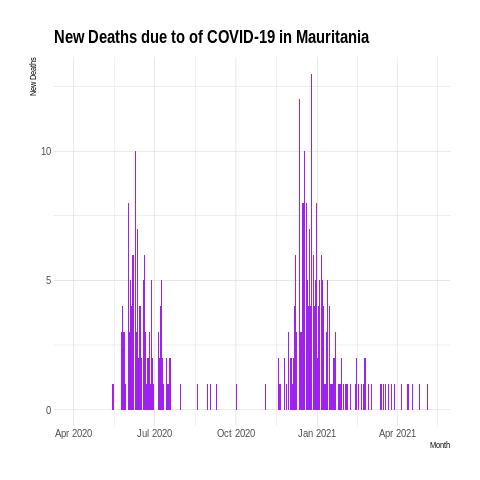 New Deaths due to of COVID-19 in Mauritania
New Deaths
10
5
0
Apr 2020 Jul 2020 Oct 2020 Jan 2021 Apr 2021
Month